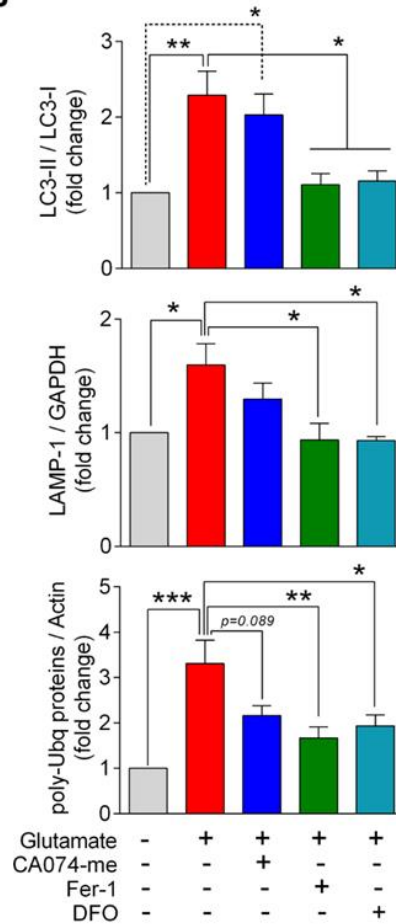 *
** *
3
2
1
0
LC3-II / LC3-I
(fold change)
*
* *
2
1
0
LAMP-1 / GAPDH
(fold change)
*
*** **
p=0.089
5
4
3
2
1
0
poly-Ubq proteins / Actin
(fold change)
Glutamate - + + + +
CA074-me - - + - -
Fer-1 - - - + -
DFO - - - - +